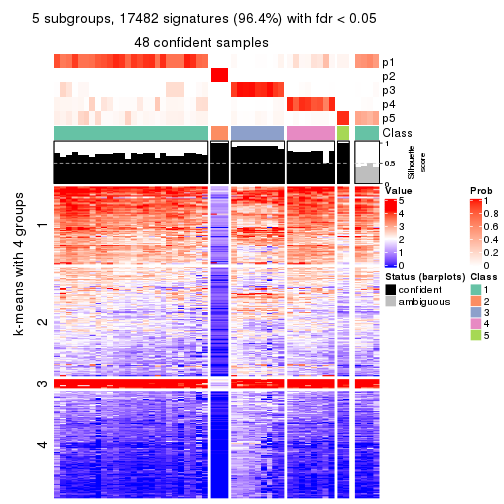 5 subgroups, 17482 signatures (96.4%) with fdr < 0.05
48 confident samples
p1
p2
p3
p4
p5
Class
1
0.5
0
Silhouette
score
k-means with 4 groups
1
2
3
4
Value
5
4
3
2
1
0
Prob
1
0.8
0.6
0.4
0.2
0
Status (barplots)
confident
ambiguous
Class
1
2
3
4
5